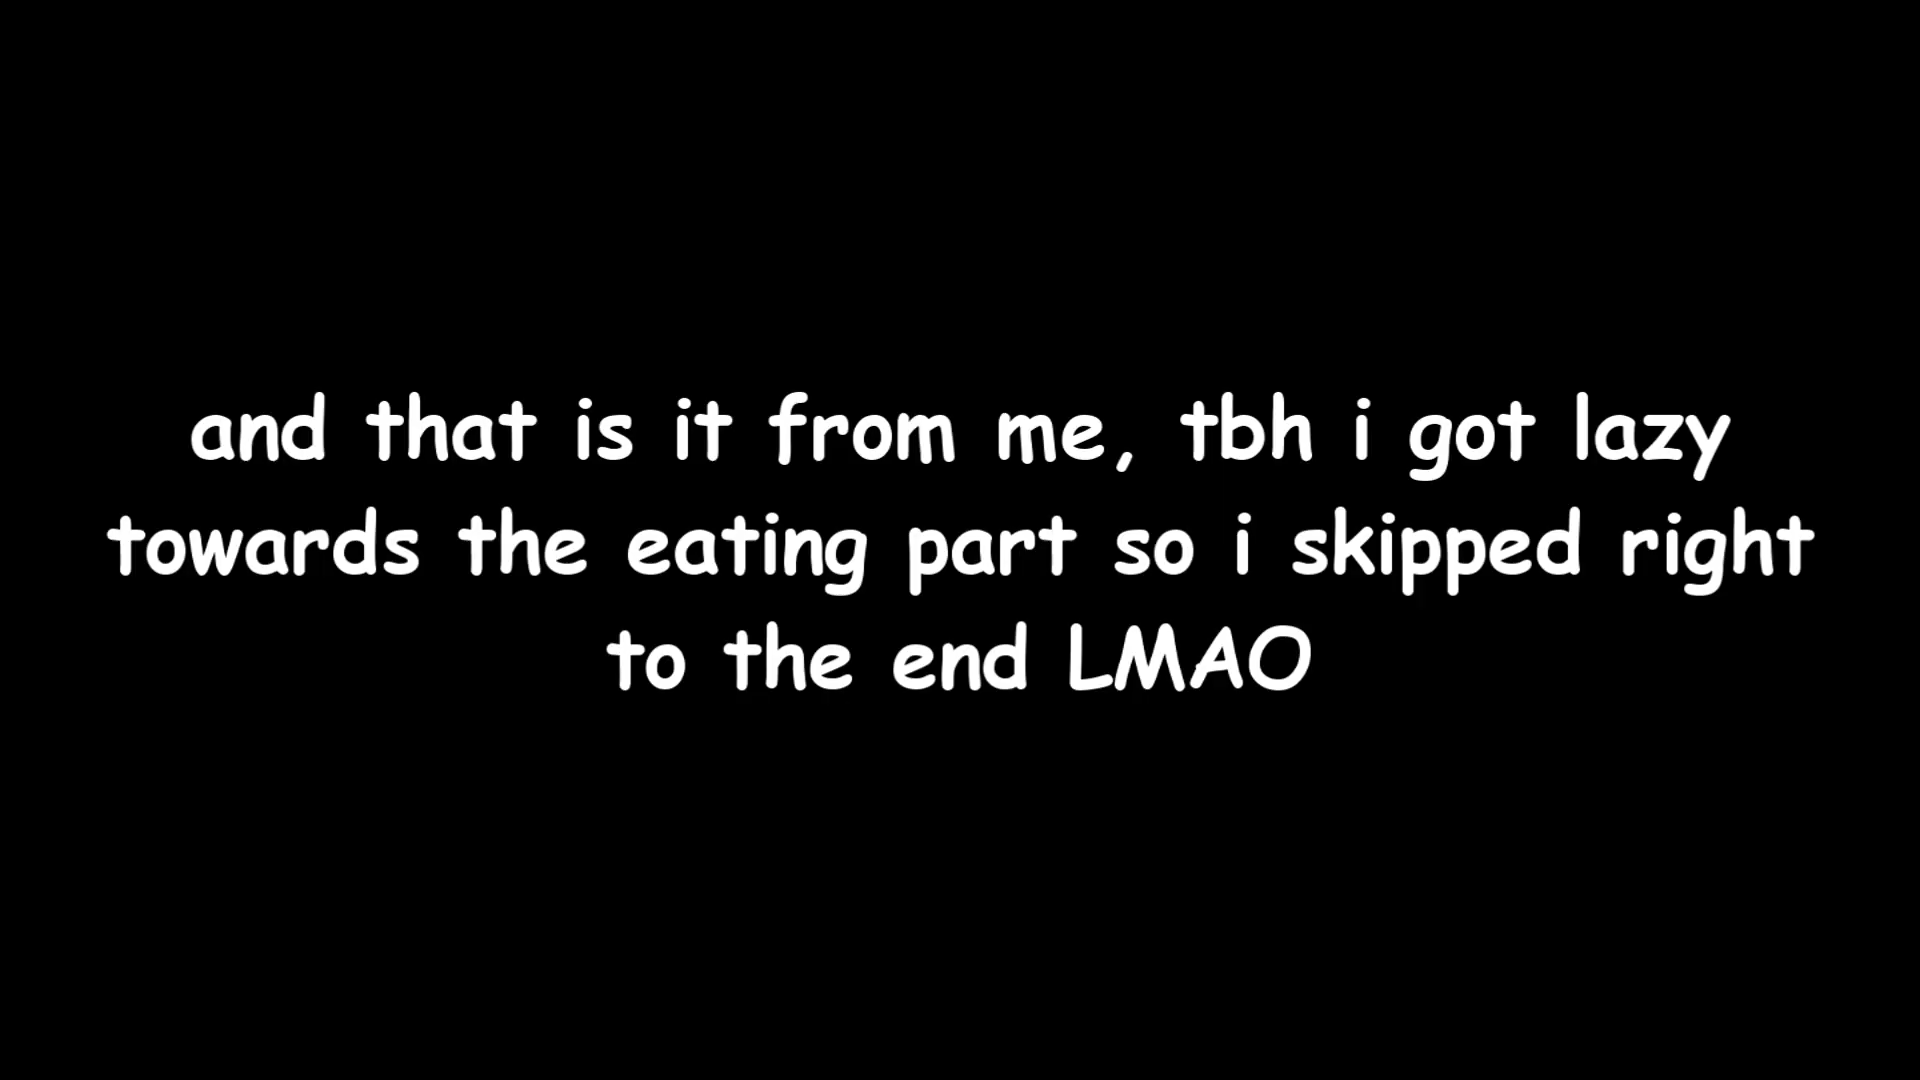 and that is it from me, tbh i got lazy
towards the eating part so i skipped right
to the end LMAO